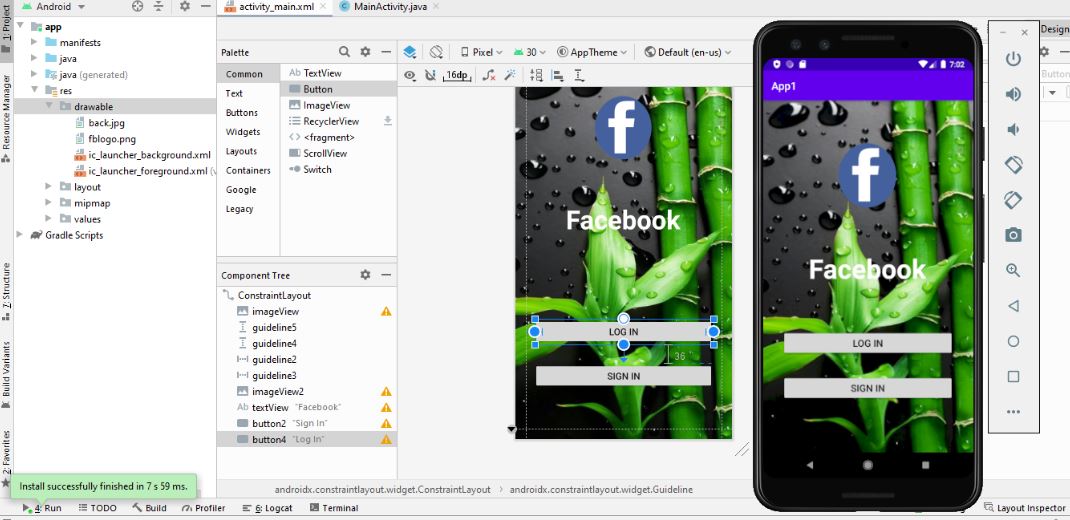 Android
activity_main.xml
MainActivity.java
1: Project
Resource Manager
7: Structure
Build Variants
2: Favorites
app
manifests
java
java (generated)
res
drawable
back.jpg
fblogo.png
ic_launcher_background.xml
ic_launcher_foreground.xml (v
layout
mipmap
values
Gradle Scripts
Palette
Common
Text
Buttons
Widgets
Layouts
Containers
Google
Legacy
Ab TextView
Button
ImageView
RecyclerView
<> <fragment>
ScrollView
Switch
Component Tree
ConstraintLayout
imageView
guideline5
guideline4
guideline2
guideline3
imageView2
Ab textView "Facebook"
button2 "Sign In"
button4 "Log In"
Pixel
30
AppTheme
Default (en-us)
16dp
f
Facebook
LOG IN
36
SIGN IN
7:02
App1
f
Facebook
LOG IN
SIGN IN
Design
Button
androidx.constraintlayout.widget.ConstraintLayout > androidx.constraintlayout.widget.Guideline
Install successfully finished in 7 s 59 ms.
4: Run TODO Build Profiler 6: Logcat Terminal
Layout Inspector